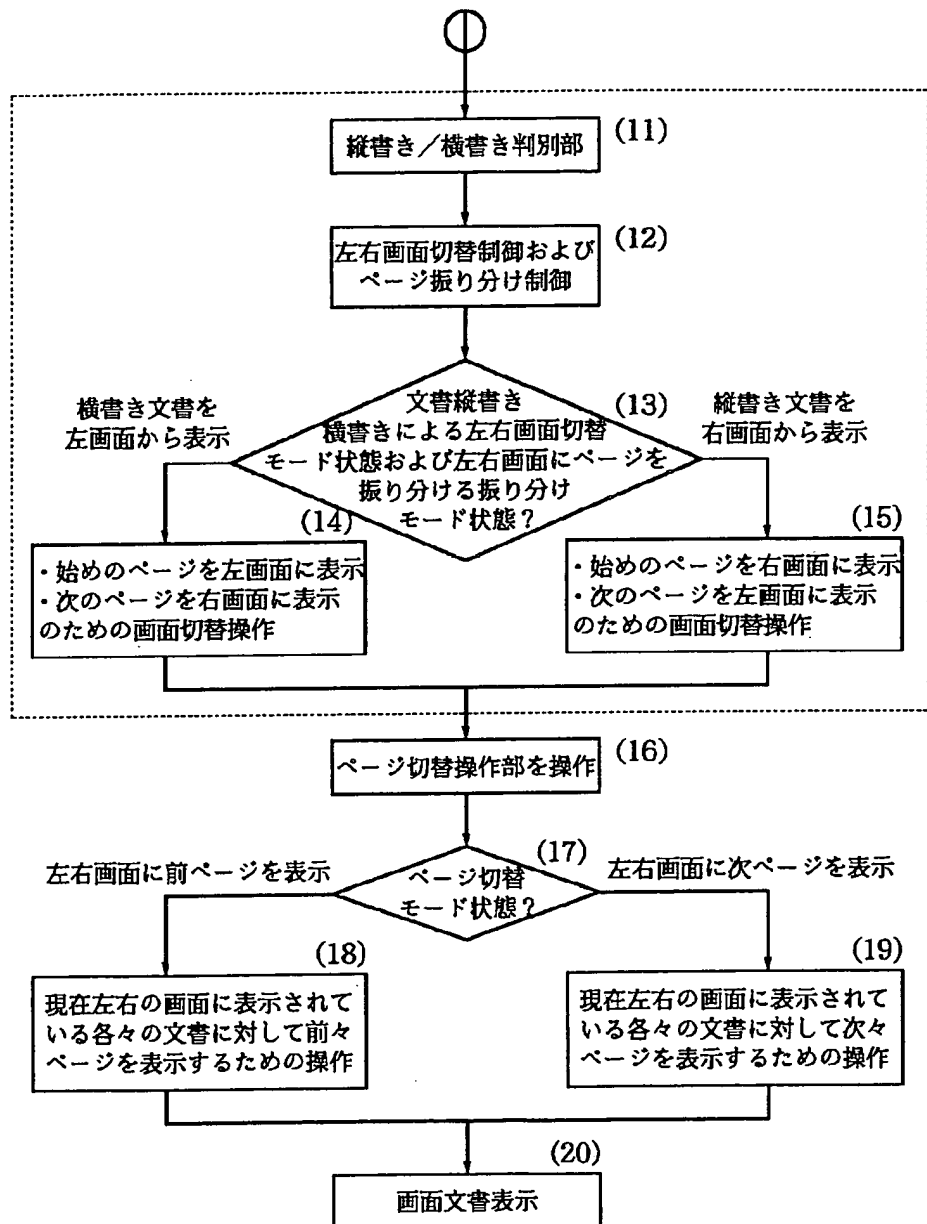 (11)
縦書き／横書き判別部
(12)
左右画面切替制御および
ページ振り分け制御
(13)
文書縦書き
横書きによる左右画面切替
モード状態および左右画面にページを
振り分ける振り分け
モード状態？
横書き文書を
左画面から表示
縦書き文書を
右画面から表示
(14)
・始めのページを左画面に表示
・次のページを右画面に表示
のための画面切替操作
(15)
・始めのページを右画面に表示
・次のページを左画面に表示
のための画面切替操作
(16)
ページ切替操作部を操作
(17)
ページ切替
モード状態？
左右画面に前ページを表示
左右画面に次ページを表示
(18)
現在左右の画面に表示されて
いる各々の文書に対して前々
ページを表示するための操作
(19)
現在左右の画面に表示されて
いる各々の文書に対して次々
ページを表示するための操作
(20)
画面文書表示